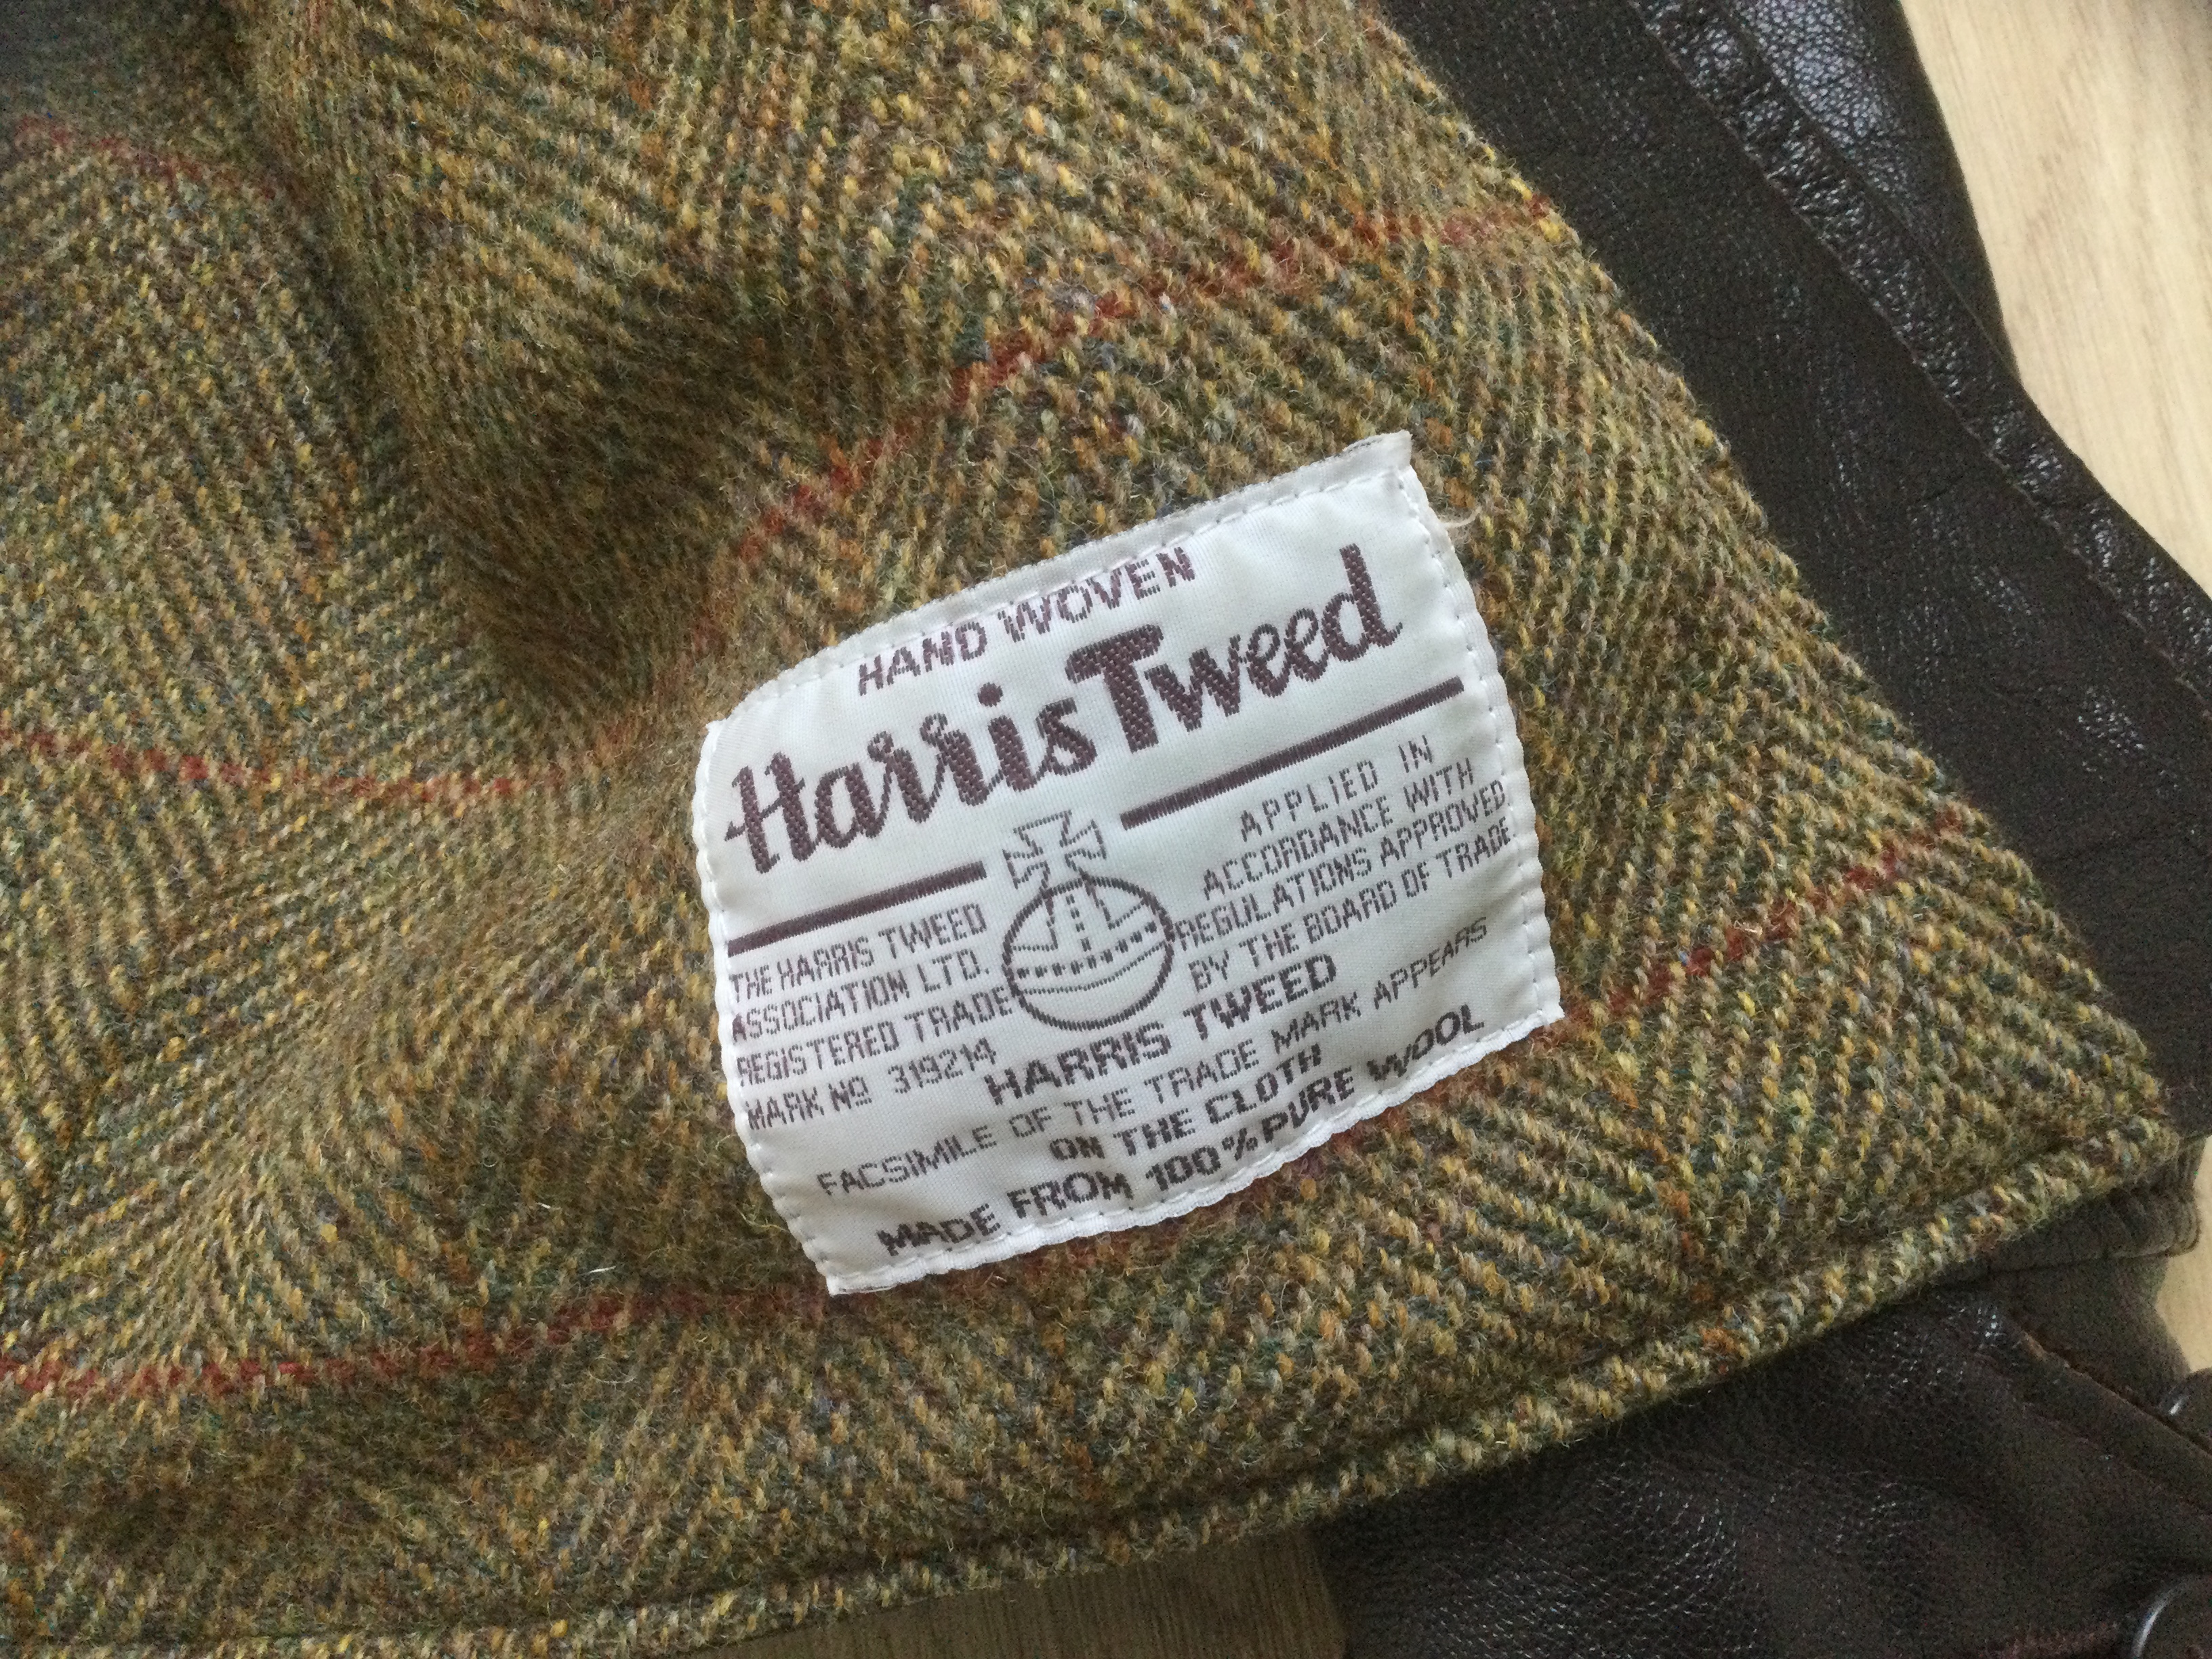 HAND WOVEN
Harris Tweed
THE HARRIS TWEED
ASSOCIATION LTD.
REGISTERED TRADE
MARK No 319214
APPLIED IN
ACCORDANCE WITH
REGULATIONS APPROVED
BY THE BOARD OF TRADE
HARRIS TWEED
FACSIMILE OF THE TRADE MARK APPEARS
ON THE CLOTH
MADE FROM 100% PURE WOOL